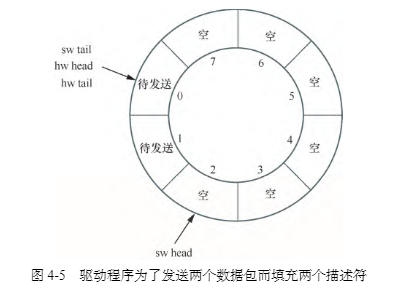 空
空
sw tail
hw head
hw tail
7
6
待发送
空
0
5
1
4
待发送
空
2
3
空
空
sw head
图 4-5 驱动程序为了发送两个数据包而填充两个描述符